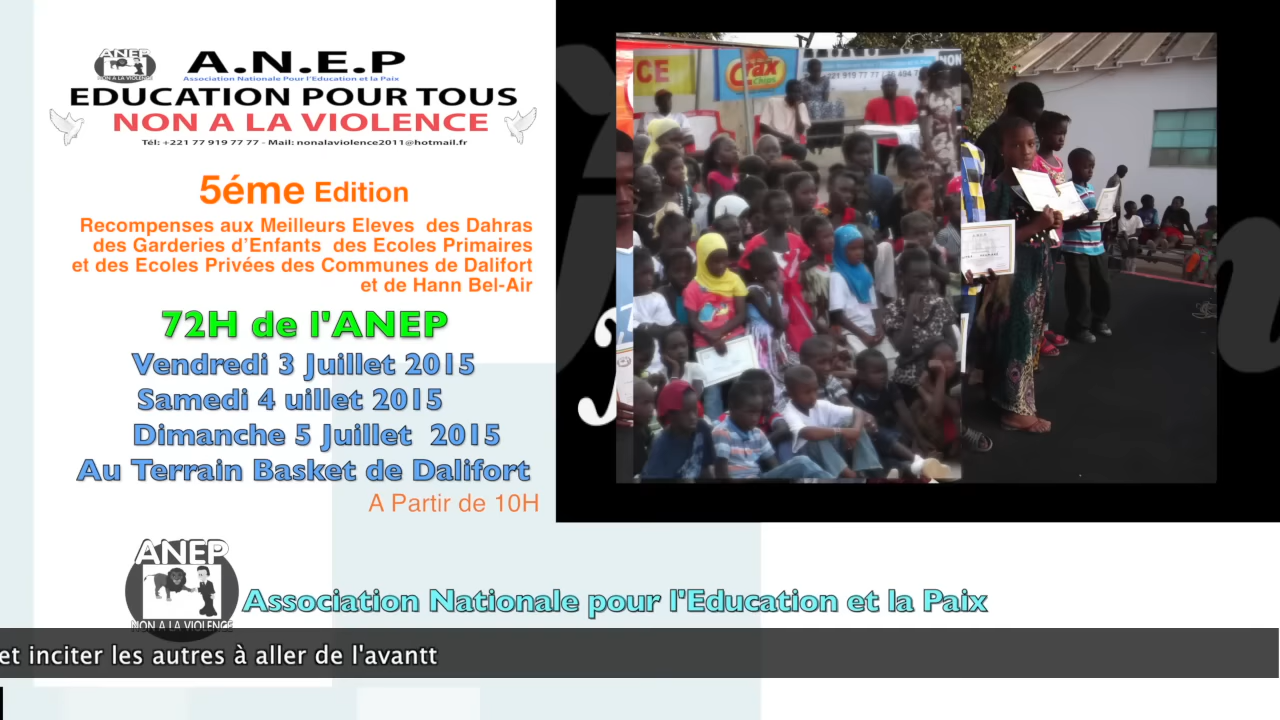 ANEP
NON A LA VIOLENCE
A.N.E.P
Association Nationale Pour l'Education et la Paix
EDUCATION POUR TOUS
NON A LA VIOLENCE
Tél: +221 77 919 77 77 - Mail: nonalaviolence2011@hotmail.fr
5éme Edition
Recompenses aux Meilleurs Eleves des Dahras
des Garderies d'Enfants des Ecoles Primaires
et des Ecoles Privées des Communes de Dalifort
et de Hann Bel-Air
72H de l'ANEP
Vendredi 3 Juillet 2015
Samedi 4 uillet 2015
Dimanche 5 Juillet 2015
Au Terrain Basket de Dalifort
A Partir de 10H
CE
Crax
Chips
NON
ANEP
NON A LA VIOLENCE
Association Nationale pour l'Education et la Paix
et inciter les autres à aller de l'avantt